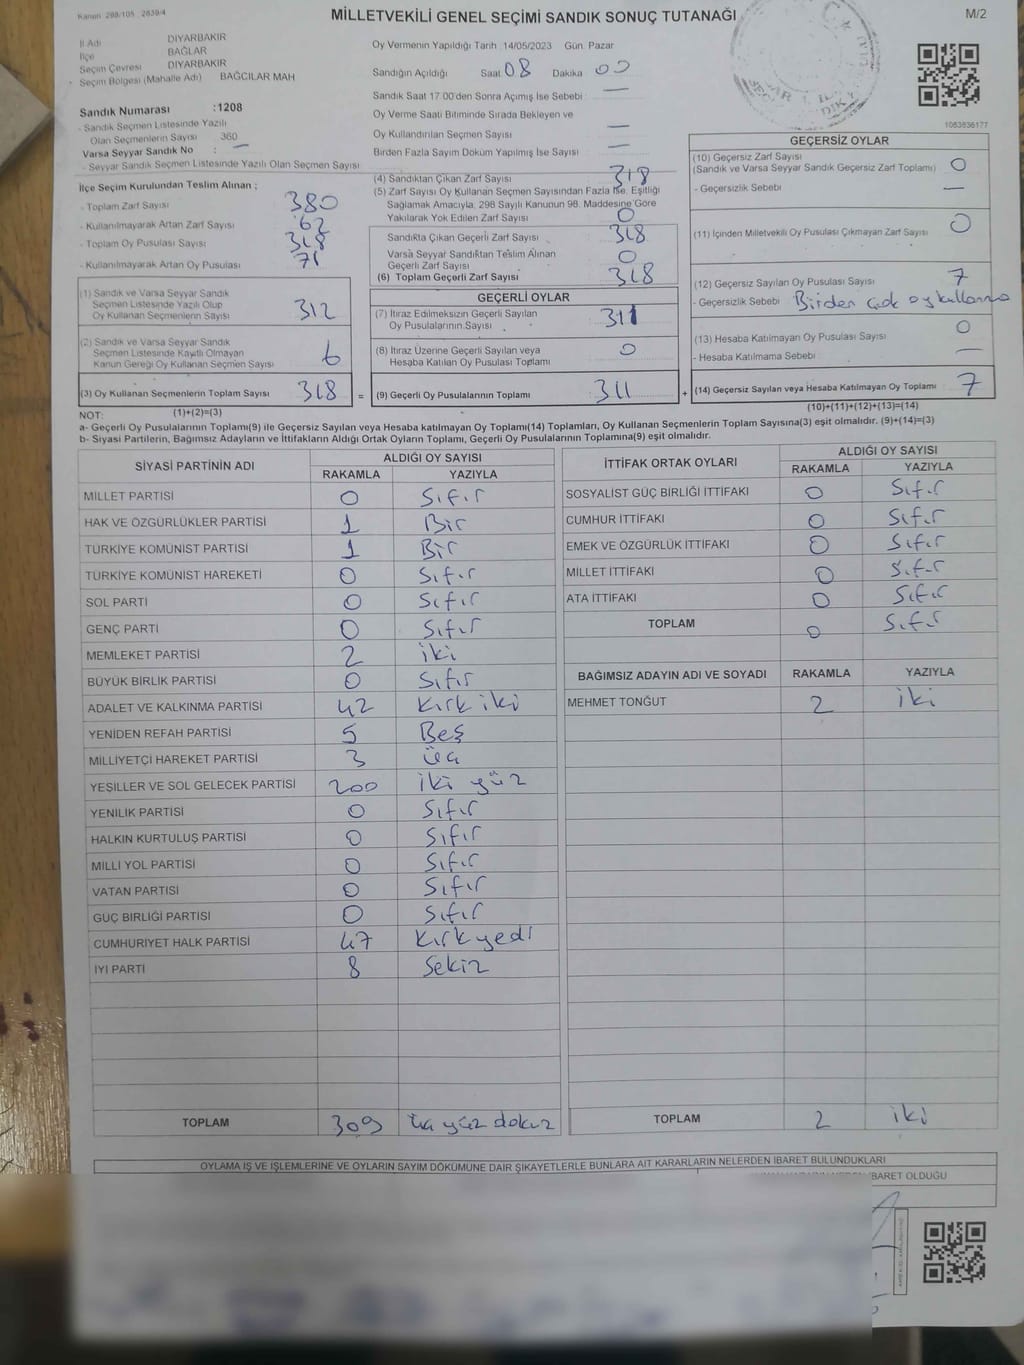 Kanun 298/105 2839/4
MİLLETVEKİLİ GENEL SEÇİMİ SANDIK SONUÇ TUTANAĞI
M/2
İl Adı DİYARBAKIR
İlçe BAĞLAR
Seçim Çevresi DİYARBAKIR
Seçim Bölgesi (Mahalle Adı) BAĞCILAR MAH
Sandık Numarası :1208
- Sandık Seçmen Listesinde Yazılı
Olan Seçmenlerin Sayısı 360
Varsa Seyyar Sandık No : —
- Seyyar Sandık Seçmen Listesinde Yazılı Olan Seçmen Sayısı
İlçe Seçim Kurulundan Teslim Alınan ;
- Toplam Zarf Sayısı 380
- Kullanılmayarak Artan Zarf Sayısı 62
- Toplam Oy Pusulası Sayısı
- Kullanılmayarak Artan Oy Pusulası 71
(1) Sandık ve Varsa Seyyar Sandık
Seçmen Listesinde Yazılı Olup
Oy Kullanan Seçmenlerin Sayısı 312
(2) Sandık ve Varsa Seyyar Sandık
Seçmen Listesinde Kayıtlı Olmayan
Kanun Gereği Oy Kullanan Seçmen Sayısı 6
(3) Oy Kullanan Seçmenlerin Toplam Sayısı 318 =
Oy Vermenin Yapıldığı Tarih 14/05/2023 Gün Pazar
Sandığın Açıldığı Saat 08 Dakika 00
Sandık Saat 17.00'den Sonra Açımış İse Sebebi —
Oy Verme Saati Bitiminde Sırada Bekleyen ve
Oy Kullandırılan Seçmen Sayısı —
Birden Fazla Sayım Döküm Yapılmış İse Sayısı —
(4) Sandıktan Çıkan Zarf Sayısı 318
(5) Zarf Sayısı Oy Kullanan Seçmen Sayısından Fazla İse, Eşitliği
Sağlamak Amacıyla, 298 Sayılı Kanunun 98. Maddesine Göre
Yakılarak Yok Edilen Zarf Sayısı 0
Sandıkta Çıkan Geçerli Zarf Sayısı 318
Varsa Seyyar Sandıktan Teslim Alınan
Geçerli Zarf Sayısı 0
(6) Toplam Geçerli Zarf Sayısı 318
GEÇERLİ OYLAR
(7) İtiraz Edilmeksizin Geçerli Sayılan
Oy Pusulalarının Sayısı 311
(8) İtiraz Üzerine Geçerli Sayılan veya
Hesaba Katılan Oy Pusulası Toplamı 0
(9) Geçerli Oy Pusulalarının Toplamı 311 +
1083836177
GEÇERSİZ OYLAR
(10) Geçersiz Zarf Sayısı
(Sandık ve Varsa Seyyar Sandık Geçersiz Zarf Toplamı) 0
- Geçersizlik Sebebi —
(11) İçinden Milletvekili Oy Pusulası Çıkmayan Zarf Sayısı 0
(12) Geçersiz Sayılan Oy Pusulası Sayısı 7
- Geçersizlik Sebebi Birden çok oy kullanma
(13) Hesaba Katılmayan Oy Pusulası Sayısı 0
- Hesaba Katılmama Sebebi —
(14) Geçersiz Sayılan veya Hesaba Katılmayan Oy Toplamı 7
NOT: (1)+(2)=(3) (10)+(11)+(12)+(13)=(14)
a- Geçerli Oy Pusulalarının Toplamı(9) ile Geçersiz Sayılan veya Hesaba katılmayan Oy Toplamı(14) Toplamları, Oy Kullanan Seçmenlerin Toplam Sayısına(3) eşit olmalıdır. (9)+(14)=(3)
b- Siyasi Partilerin, Bağımsız Adayların ve İttifakların Aldığı Ortak Oyların Toplamı, Geçerli Oy Pusulalarının Toplamına(9) eşit olmalıdır.
SİYASİ PARTİNİN ADI ALDIĞI OY SAYISI
RAKAMLA YAZIYLA
MİLLET PARTİSİ 0 Sıfır
HAK VE ÖZGÜRLÜKLER PARTİSİ 1 Bir
TÜRKİYE KOMÜNİST PARTİSİ 1 Bir
TÜRKİYE KOMÜNİST HAREKETİ 0 Sıfır
SOL PARTİ 0 Sıfır
GENÇ PARTİ 0 Sıfır
MEMLEKET PARTİSİ 2 iki
BÜYÜK BİRLİK PARTİSİ 0 Sıfır
ADALET VE KALKINMA PARTİSİ 42 Kırk iki
YENİDEN REFAH PARTİSİ 5 Beş
MİLLİYETÇİ HAREKET PARTİSİ 3 üç
YEŞİLLER VE SOL GELECEK PARTİSİ 200 iki yüz
YENİLİK PARTİSİ 0 Sıfır
HALKIN KURTULUŞ PARTİSİ 0 Sıfır
MİLLİ YOL PARTİSİ 0 Sıfır
VATAN PARTİSİ 0 Sıfır
GÜÇ BİRLİĞİ PARTİSİ 0 Sıfır
CUMHURİYET HALK PARTİSİ 47 Kırk yedi
İYİ PARTİ 8 Sekiz
TOPLAM 309 üç yüz dokuz
İTTİFAK ORTAK OYLARI ALDIĞI OY SAYISI
RAKAMLA YAZIYLA
SOSYALİST GÜÇ BİRLİĞİ İTTİFAKI 0 Sıfır
CUMHUR İTTİFAKI 0 Sıfır
EMEK VE ÖZGÜRLÜK İTTİFAKI 0 Sıfır
MİLLET İTTİFAKI 0 Sıfır
ATA İTTİFAKI 0 Sıfır
TOPLAM 0 Sıfır
BAĞIMSIZ ADAYIN ADI VE SOYADI RAKAMLA YAZIYLA
MEHMET TONĞUT 2 iki
TOPLAM 2 iki
OYLAMA İŞ VE İŞLEMLERİNE VE OYLARIN SAYIM DÖKÜMÜNE DAİR ŞİKAYETLERLE BUNLARA AİT KARARLARIN NELERDEN İBARET BULUNDUKLARI
İBARET OLDUĞU